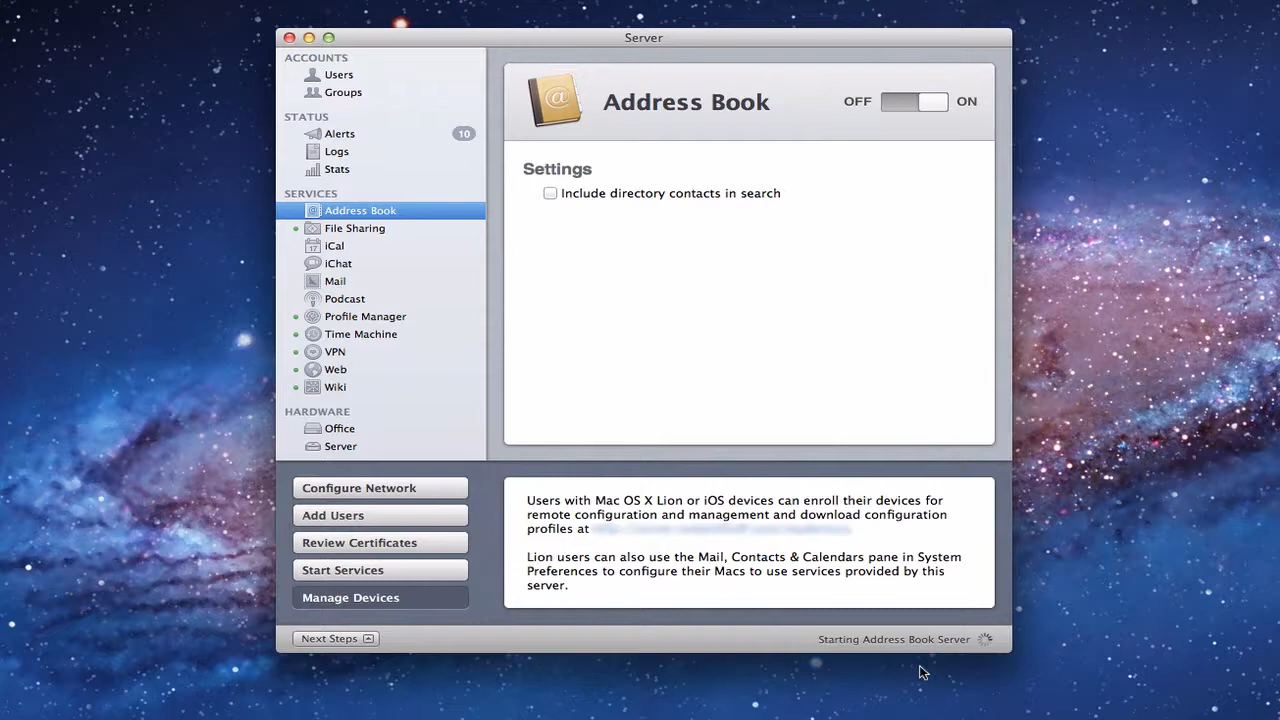 Server
ACCOUNTS
Users
Groups
STATUS
Alerts 10
Logs
Stats
SERVICES
Address Book
File Sharing
iCal
17
iChat
Mail
Podcast
Profile Manager
Time Machine
VPN
Web
Wiki
HARDWARE
Office
Server
@
Address Book
OFF ON
Settings
Include directory contacts in search
Configure Network
Add Users
Review Certificates
Start Services
Manage Devices
Users with Mac OS X Lion or iOS devices can enroll their devices for
remote configuration and management and download configuration
profiles at
Lion users can also use the Mail, Contacts & Calendars pane in System
Preferences to configure their Macs to use services provided by this
server.
Next Steps
Starting Address Book Server